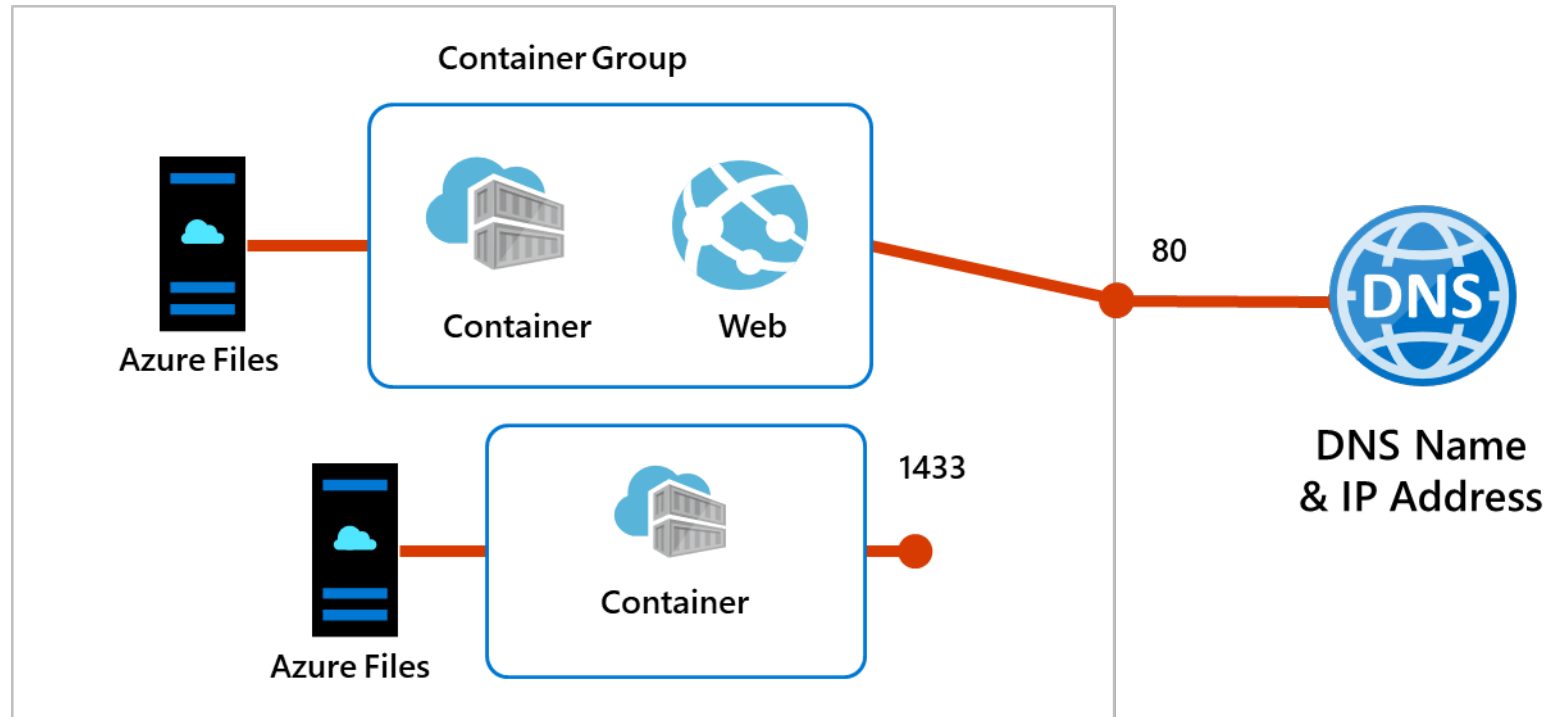 Container Group
80
DNS
Container
Web
Azure Files
DNS Name
& IP Address
1433
Container
Azure Files